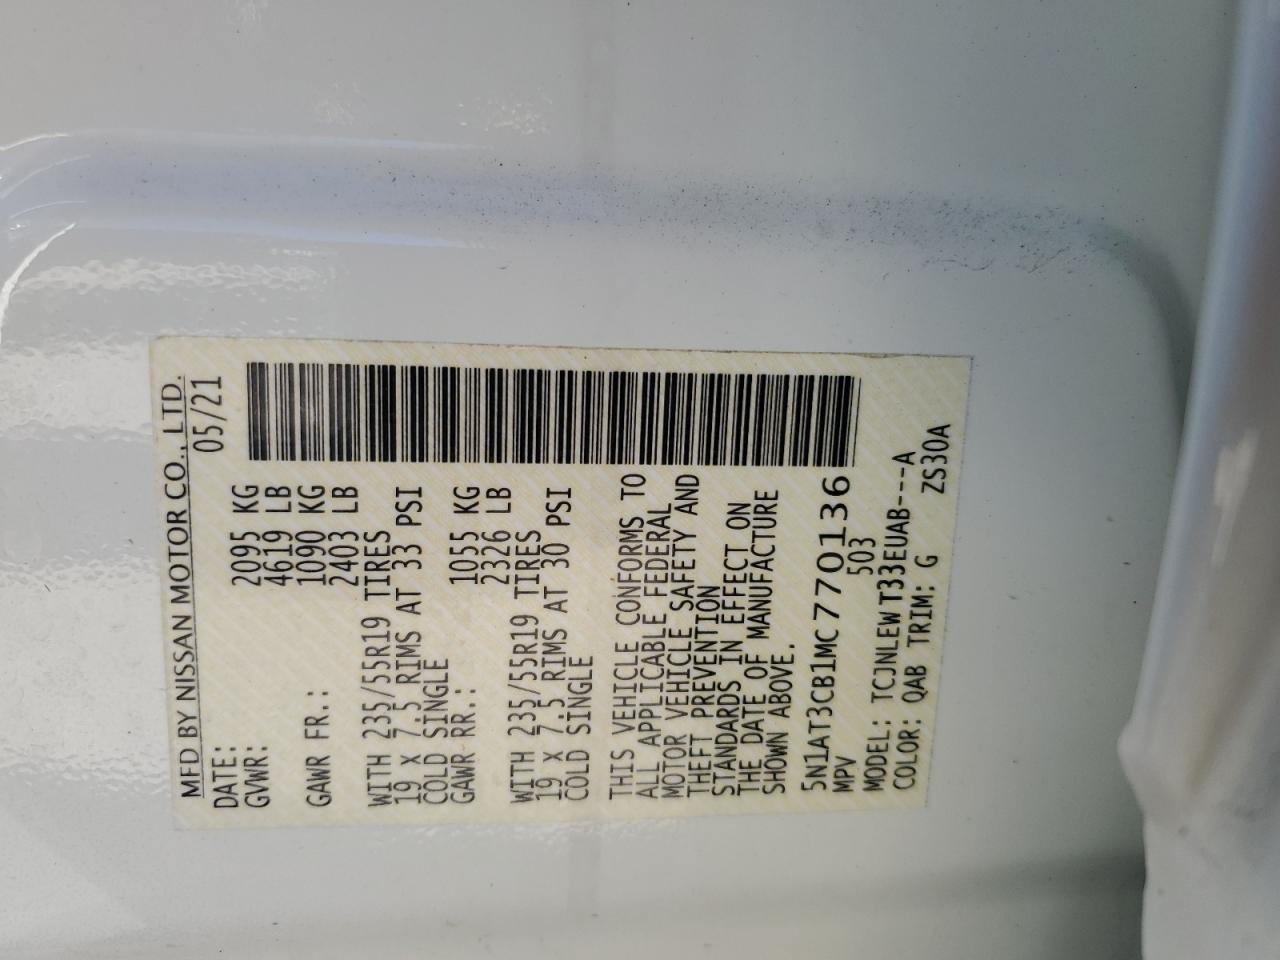 MFD BY NISSAN MOTOR CO., LTD.
DATE: 05/21
GVWR: 2095 KG
4619 LB
GAWR FR.: 1090 KG
2403 LB
WITH 235/55R19 TIRES
19 X 7.5 RIMS AT 33 PSI
COLD SINGLE
GAWR RR.: 1055 KG
2326 LB
WITH 235/55R19 TIRES
19 X 7.5 RIMS AT 30 PSI
COLD SINGLE
THIS VEHICLE CONFORMS TO
ALL APPLICABLE FEDERAL
MOTOR VEHICLE SAFETY AND
THEFT PREVENTION
STANDARDS IN EFFECT ON
THE DATE OF MANUFACTURE
SHOWN ABOVE.
5N1AT3CB1MC770136
MPV 503
MODEL: TCJNLEW T33EUAB---A
COLOR: QAB TRIM: G ZS30A